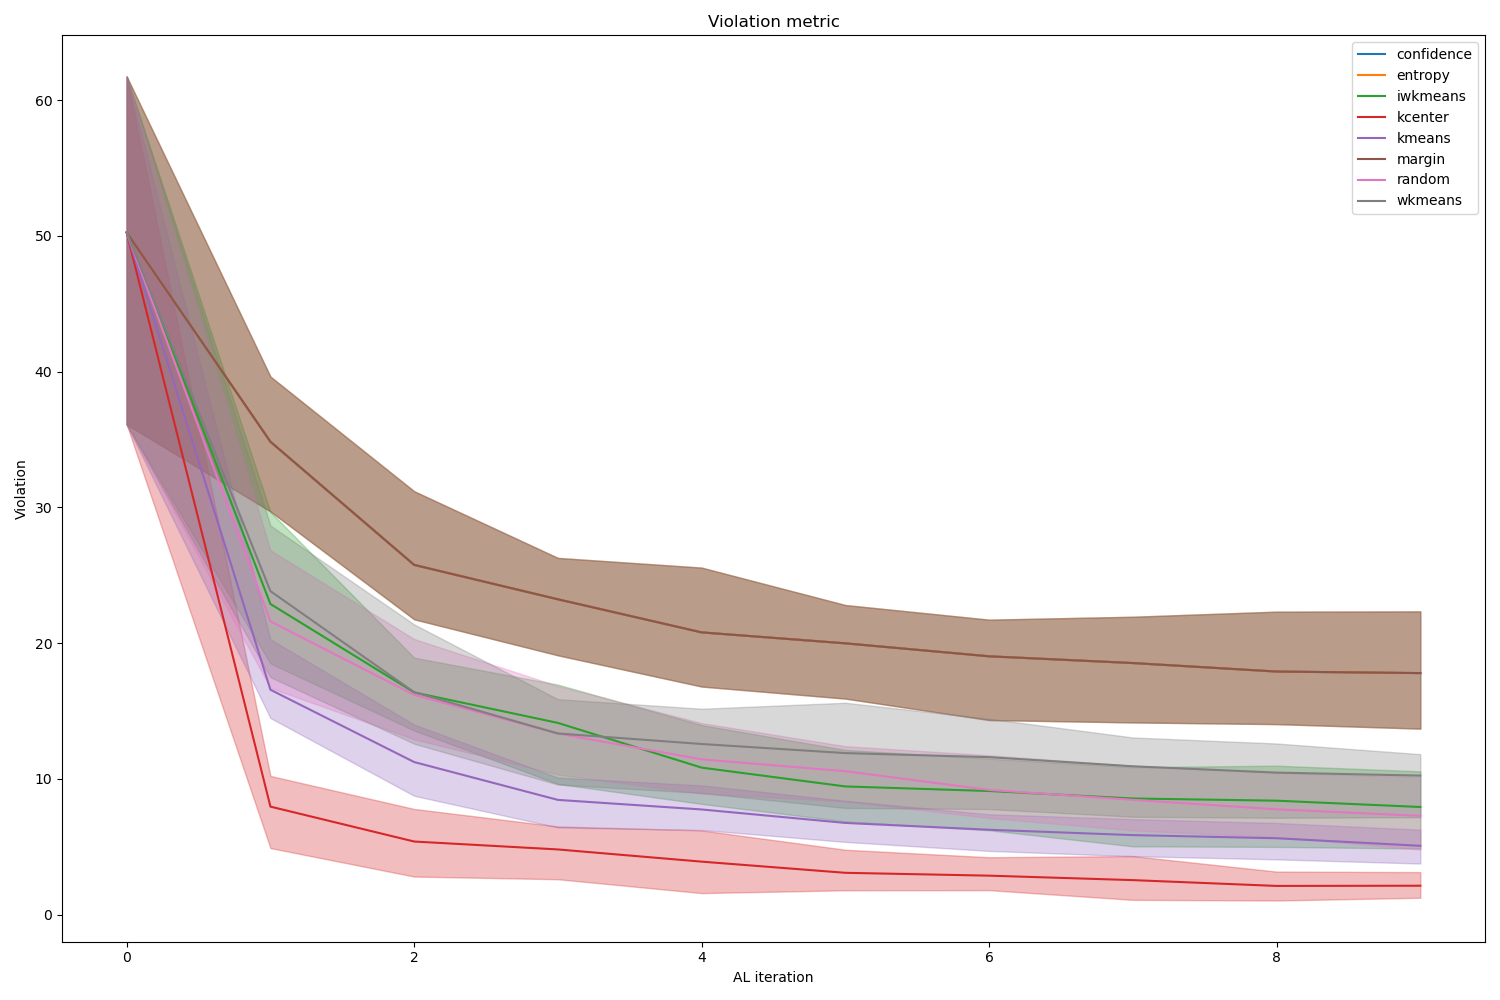 Violation metric
confidence
entropy
iwkmeans
kcenter
kmeans
margin
random
wkmeans
60
50
40
30
20
10
0
Violation
0 2 4 6 8
AL iteration